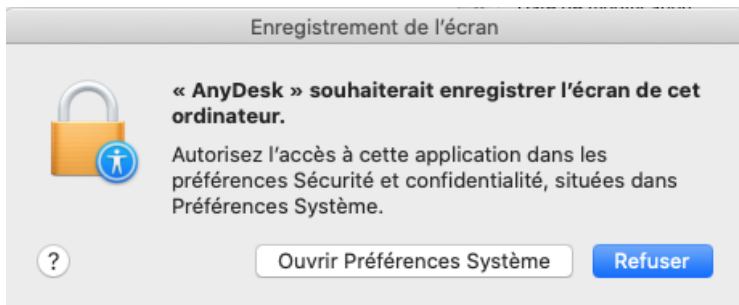 Enregistrement de l’écran
« AnyDesk » souhaiterait enregistrer l’écran de cet
ordinateur.
Autorisez l’accès à cette application dans les
préférences Sécurité et confidentialité, situées dans
Préférences Système.
?
Ouvrir Préférences Système
Refuser